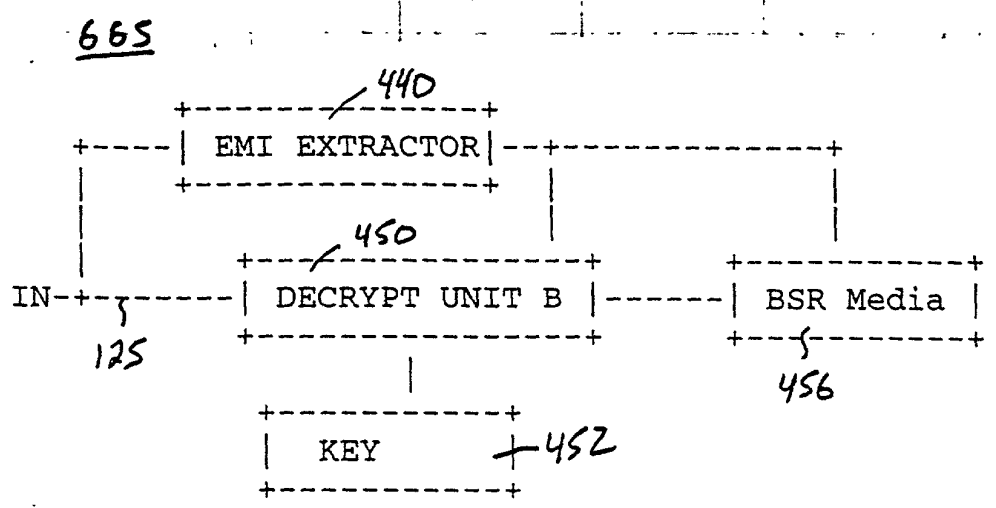 665
440
EMI EXTRACTOR
450
IN
DECRYPT UNIT B
BSR Media
125
456
KEY
452